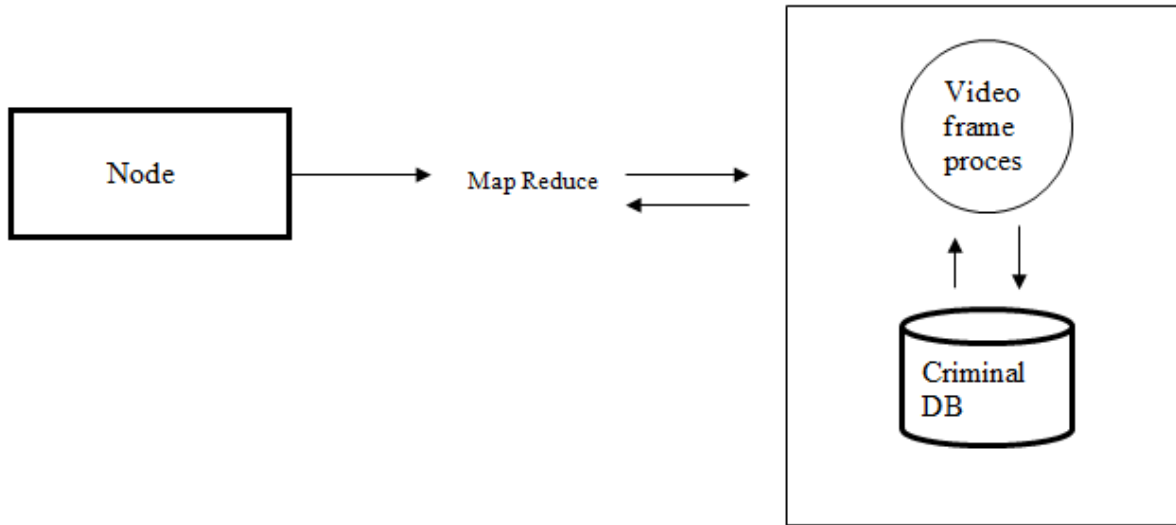 Node
Map Reduce
Video
frame
proces
Criminal
DB